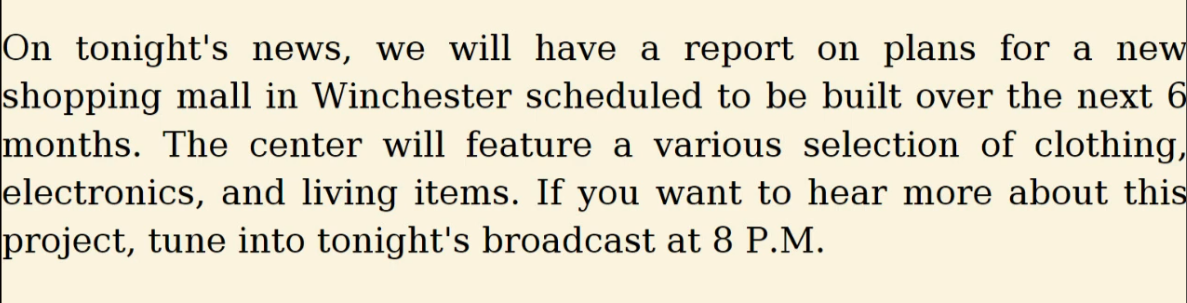 On tonight's news, we will have a report on plans for a new
shopping mall in Winchester scheduled to be built over the next 6
months. The center will feature a various selection of clothing,
electronics, and living items. If you want to hear more about this
project, tune into tonight's broadcast at 8 P.M.